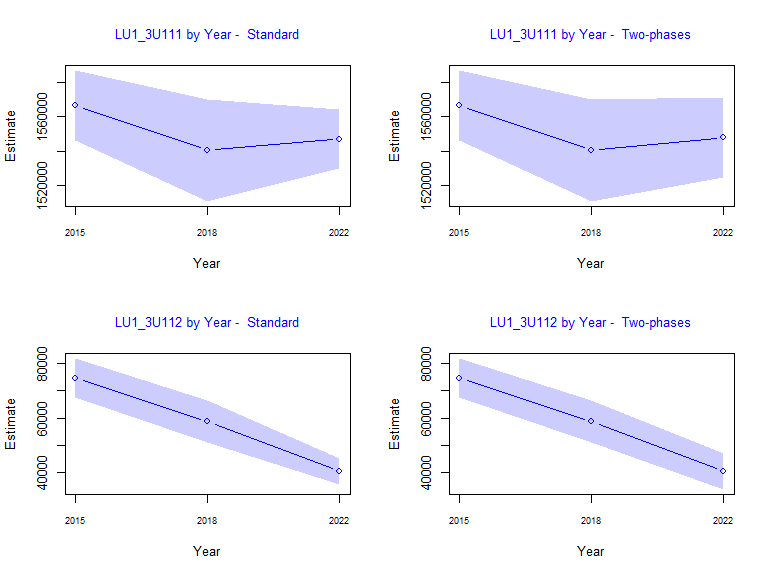 LU1_3U111 by Year -  Standard
Estimate
1560000
1520000
2015
2018
2022
Year
LU1_3U111 by Year -  Two-phases
Estimate
1560000
1520000
2015
2018
2022
Year
LU1_3U112 by Year -  Standard
Estimate
80000
60000
40000
2015
2018
2022
Year
LU1_3U112 by Year -  Two-phases
Estimate
80000
60000
40000
2015
2018
2022
Year